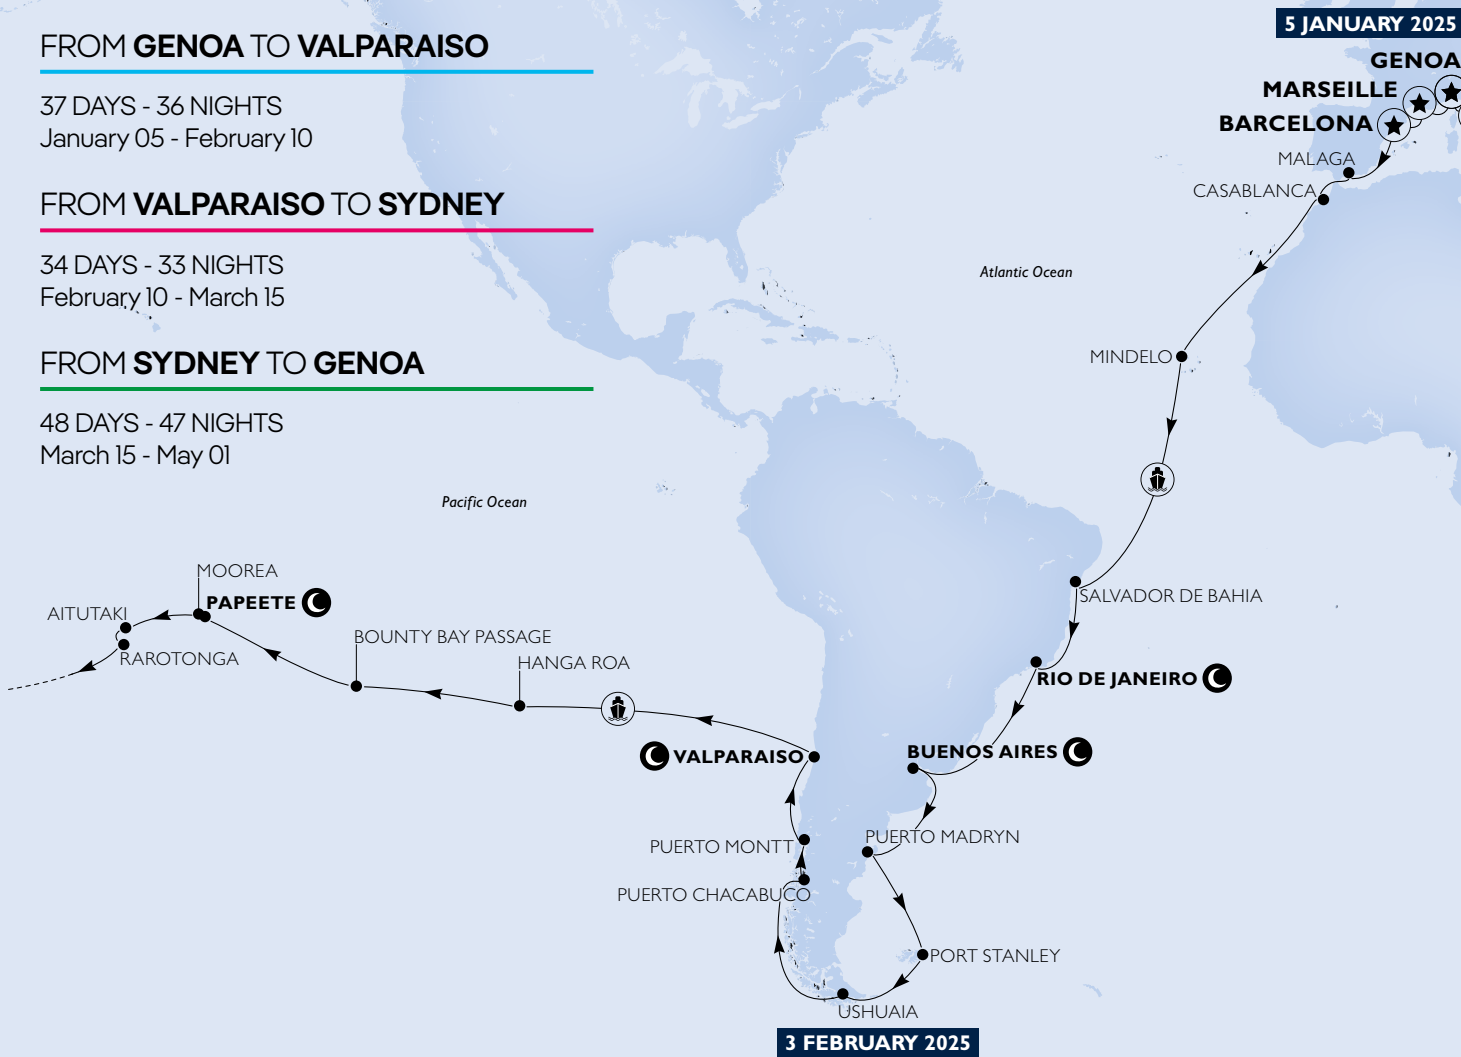 FROM GENOA TO VALPARAISO
37 DAYS - 36 NIGHTS
January 05 - February 10
FROM VALPARAISO TO SYDNEY
34 DAYS - 33 NIGHTS
February 10 - March 15
FROM SYDNEY TO GENOA
48 DAYS - 47 NIGHTS
March 15 - May 01
5 JANUARY 2025
GENOA
MARSEILLE
BARCELONA
MALAGA
CASABLANCA
Atlantic Ocean
MINDELO
Pacific Ocean
MOOREA
PAPEETE
AITUTAKI
RAROTONGA
BOUNTY BAY PASSAGE
HANGA ROA
SALVADOR DE BAHIA
RIO DE JANEIRO
BUENOS AIRES
VALPARAISO
PUERTO MONTT
PUERTO MADRYN
PUERTO CHACABUCO
PORT STANLEY
USHUAIA
3 FEBRUARY 2025